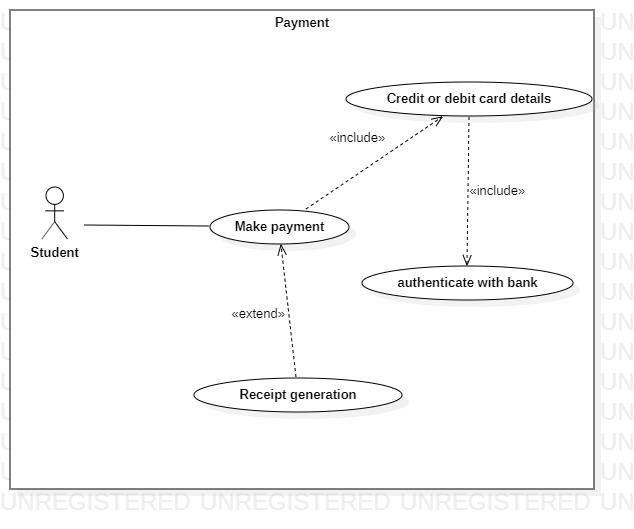 Payment
Credit or debit card details
«include»
«include»
Make payment
Student
authenticate with bank
«extend»
Receipt generation
UNREGISTERED UNREGISTERED UNREGISTERED UN